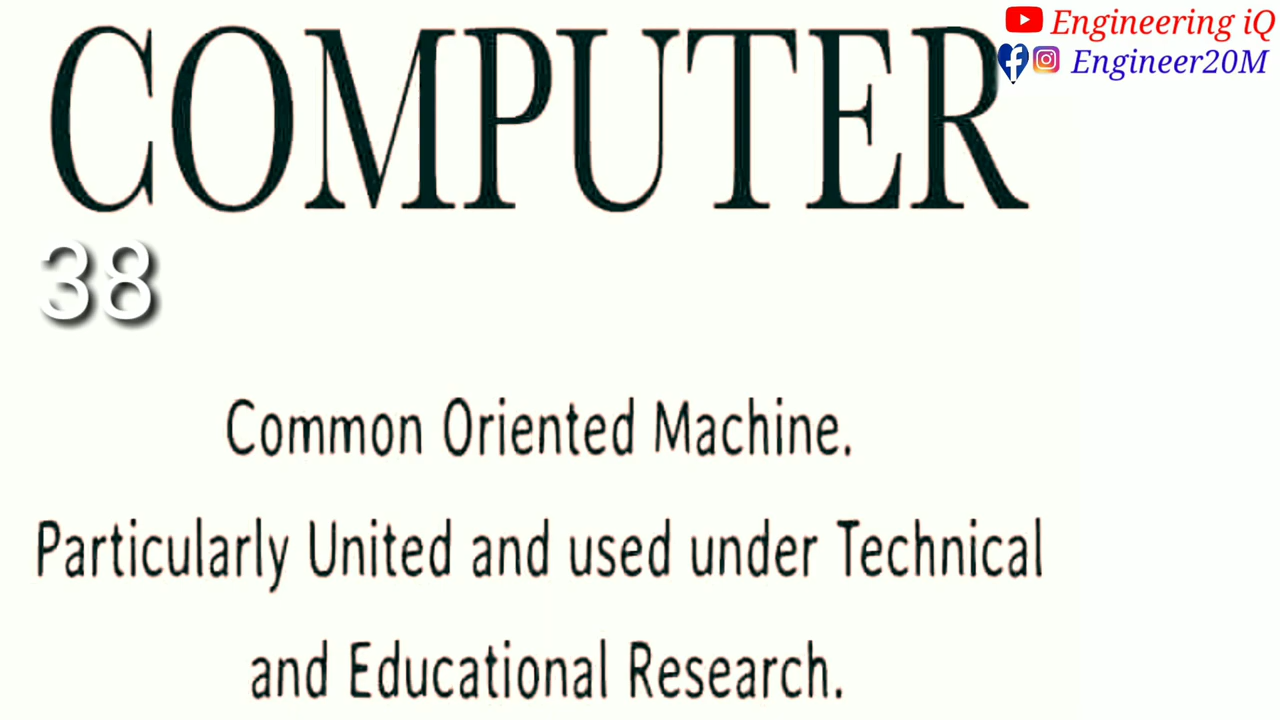 COMPUTER
Engineering iQ
Engineer20M
38
Common Oriented Machine.
Particularly United and used under Technical
and Educational Research.